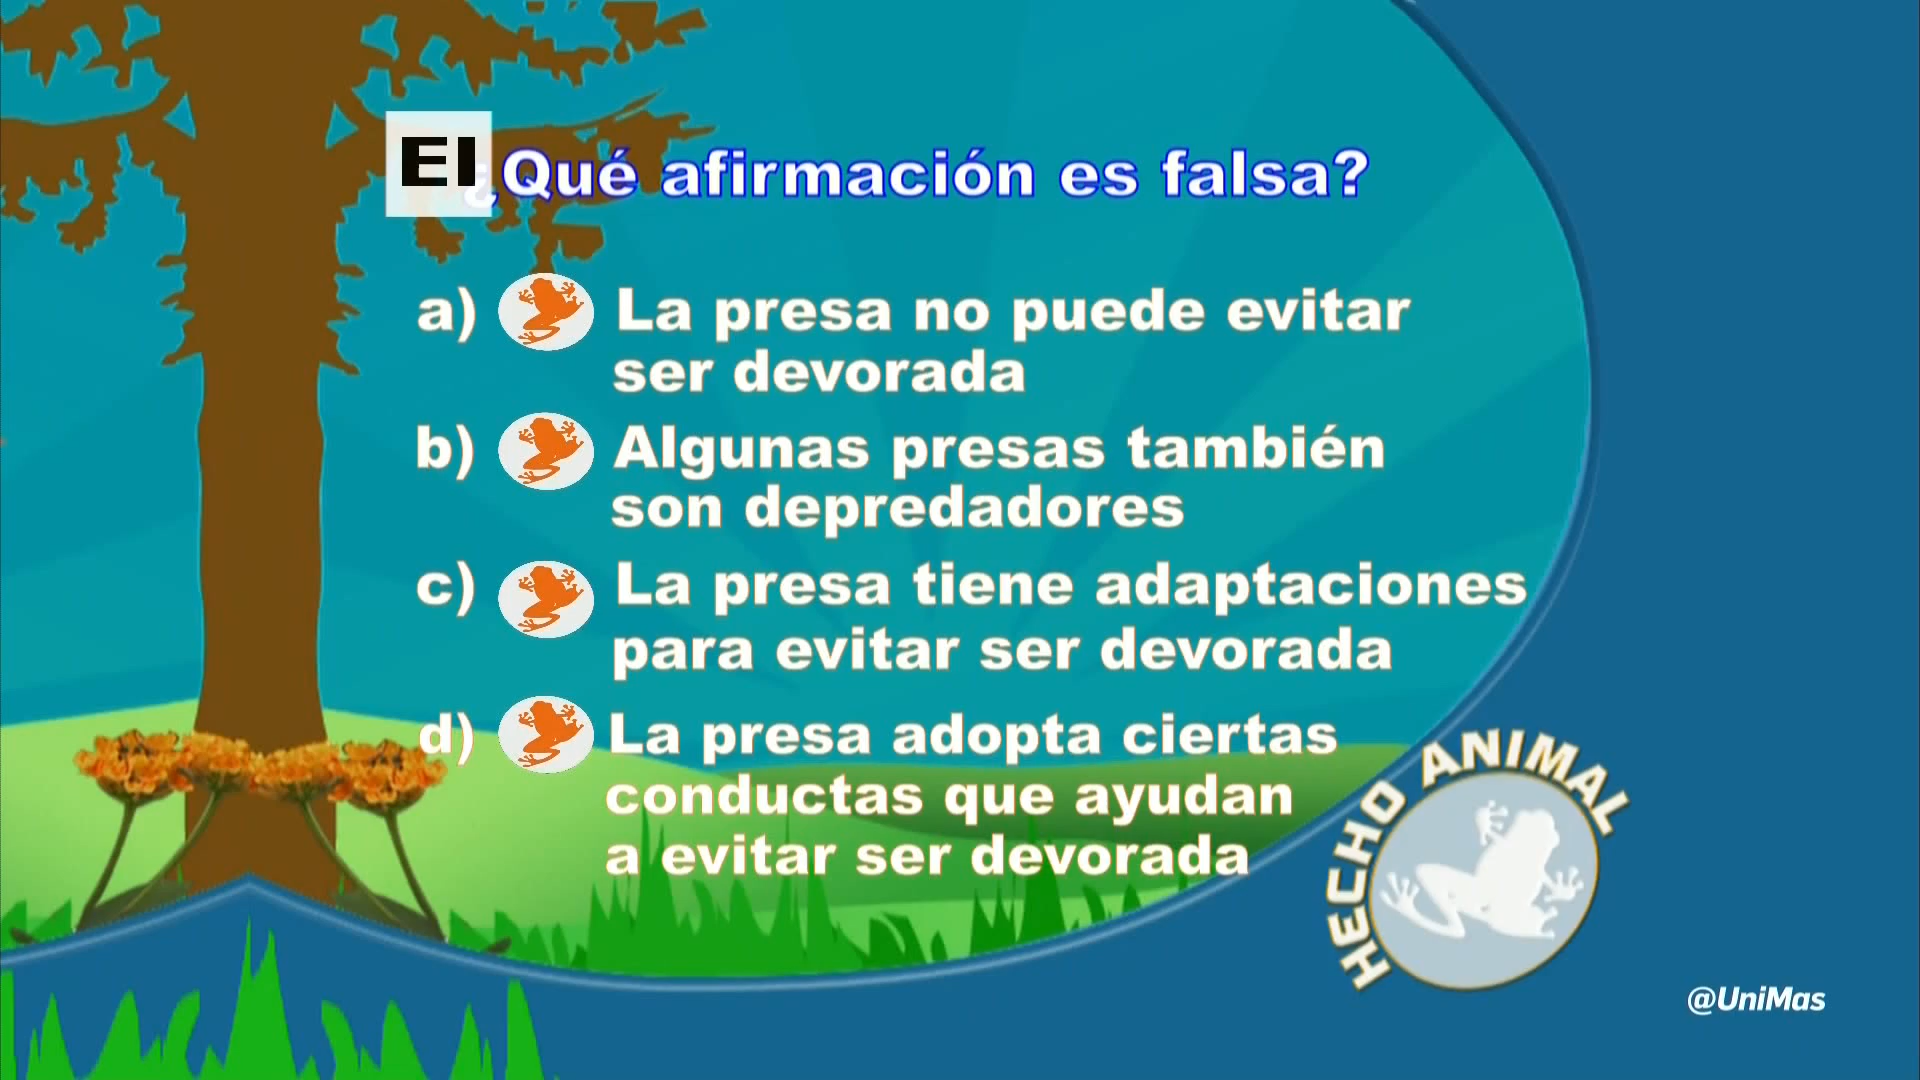 EI
¿Qué afirmación es falsa?
a) La presa no puede evitar
ser devorada
b) Algunas presas también
son depredadores
c) La presa tiene adaptaciones
para evitar ser devorada
d) La presa adopta ciertas
conductas que ayudan
a evitar ser devorada
HECHO ANIMAL
@UniMas